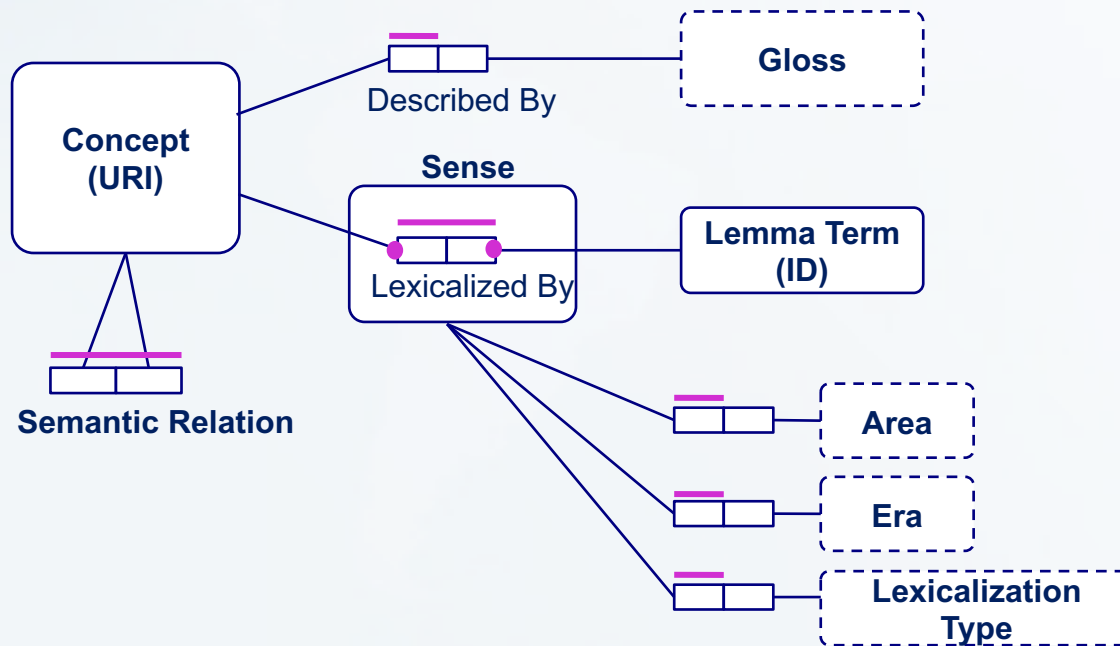 Gloss
Described By
Concept
(URI)
Sense
Lemma Term
(ID)
Lexicalized By
Semantic Relation
Area
Era
Lexicalization
Type